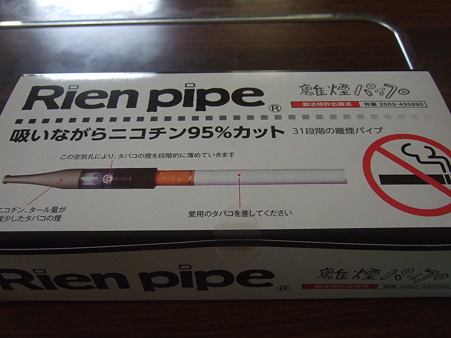 Rien pipe®
離煙パイプ®
製法特許出願済 特願 2003-435890
吸いながらニコチン95%カット 31段階の離煙パイプ
この空気孔により、タバコの煙を段階的に薄めていきます
ニコチン、タール量が
減少したタバコの煙
愛用のタバコを差してください
Rien pipe®
離煙パイプ®